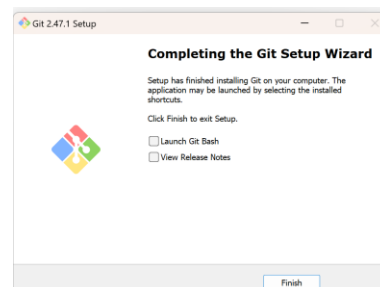 Git 2.47.1 Setup
Completing the Git Setup Wizard
Setup has finished installing Git on your computer. The
application may be launched by selecting the installed
shortcuts.
Click Finish to exit Setup.
Launch Git Bash
View Release Notes
Finish